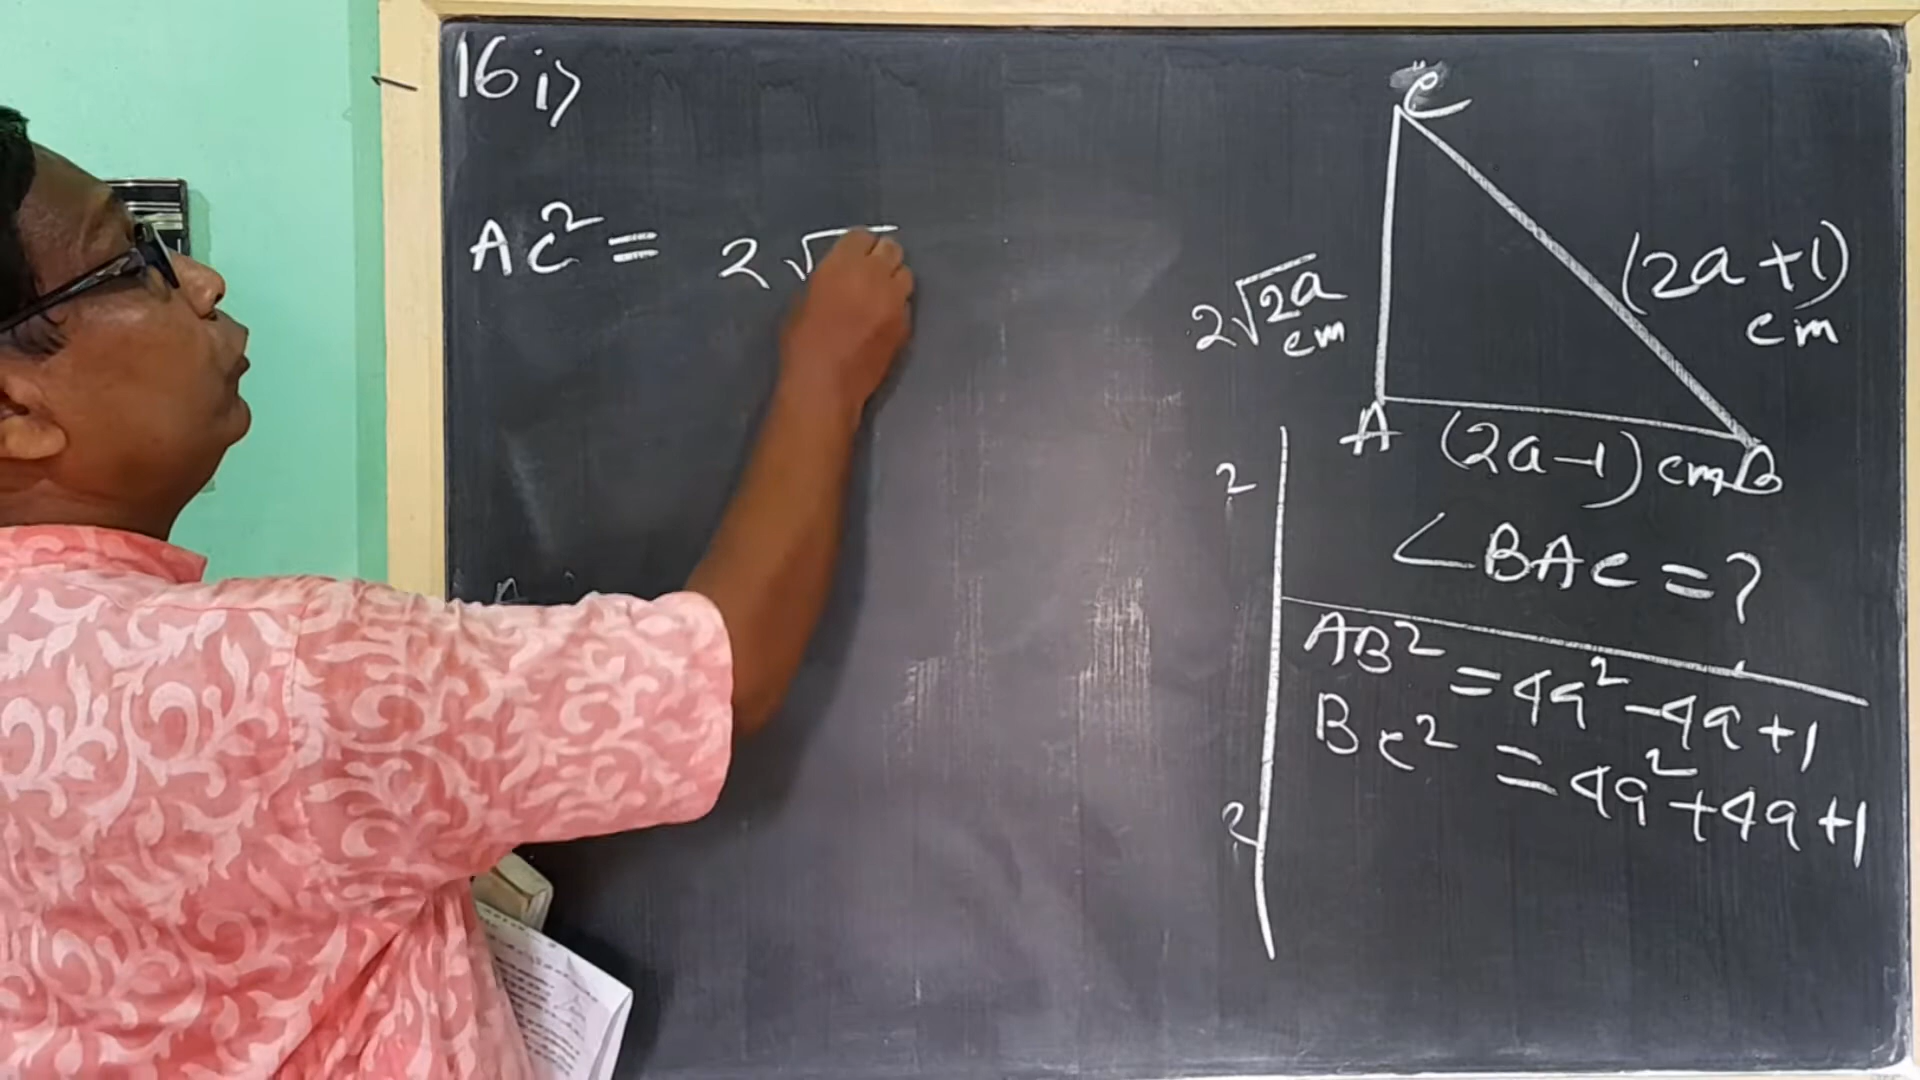 16 i>
AC² = 2√
C
2√2a
cm
(2a+1)
cm
A
(2a-1) cm
B
∠BAC = ?
AB² = 4a² - 4a + 1
BC² = 4a² + 4a + 1
2
2